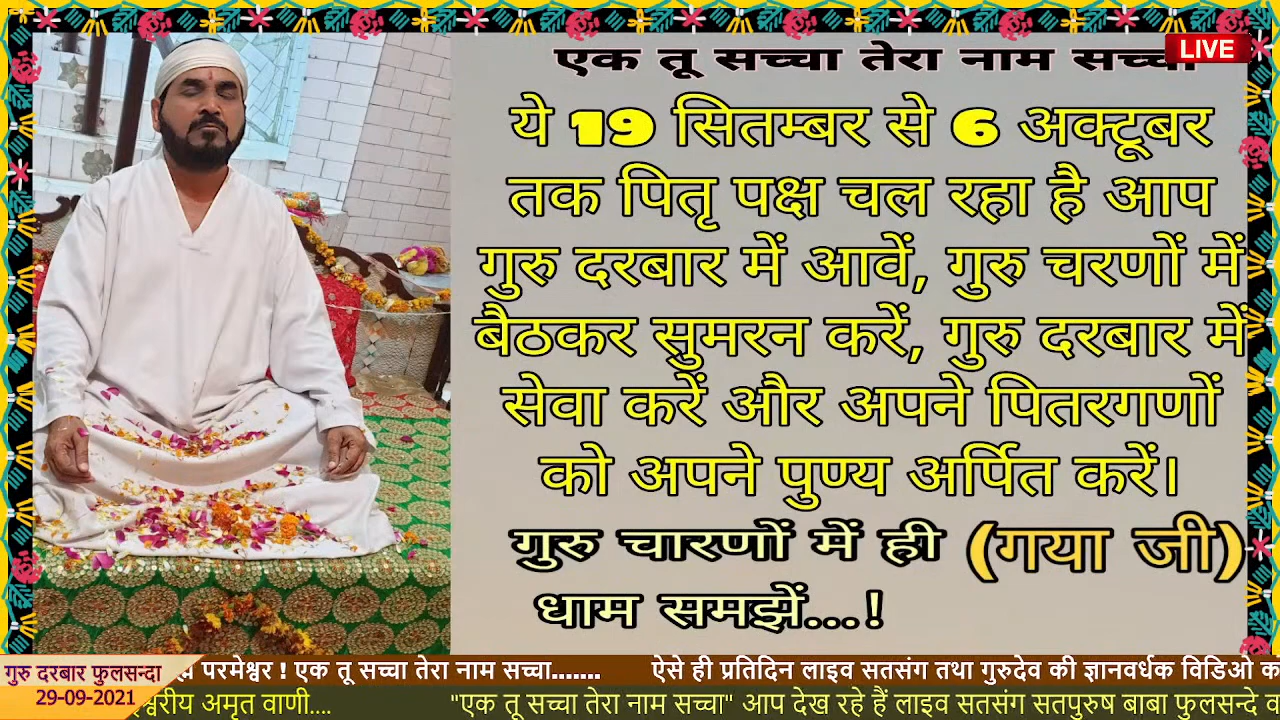 एक तू सच्चा तेरा नाम सच्चा
LIVE
ये 19 सितम्बर से 6 अक्टूबर
तक पितृ पक्ष चल रहा है आप
गुरु दरबार में आवें, गुरु चरणों में
बैठकर सुमरन करें, गुरु दरबार में
सेवा करें और अपने पितरगणों
को अपने पुण्य अर्पित करें।
गुरु चारणों में ही (गया जी)
धाम समझें...!
गुरु दरबार फुलसन्दा
29-09-2021
परमेश्वर ! एक तू सच्चा तेरा नाम सच्चा....... ऐसे ही प्रतिदिन लाइव सतसंग तथा गुरुदेव की ज्ञानवर्धक विडिओ
अमृत वाणी.... "एक तू सच्चा तेरा नाम सच्चा" आप देख रहे हैं लाइव सतसंग सतपुरुष बाबा फुलसन्दे